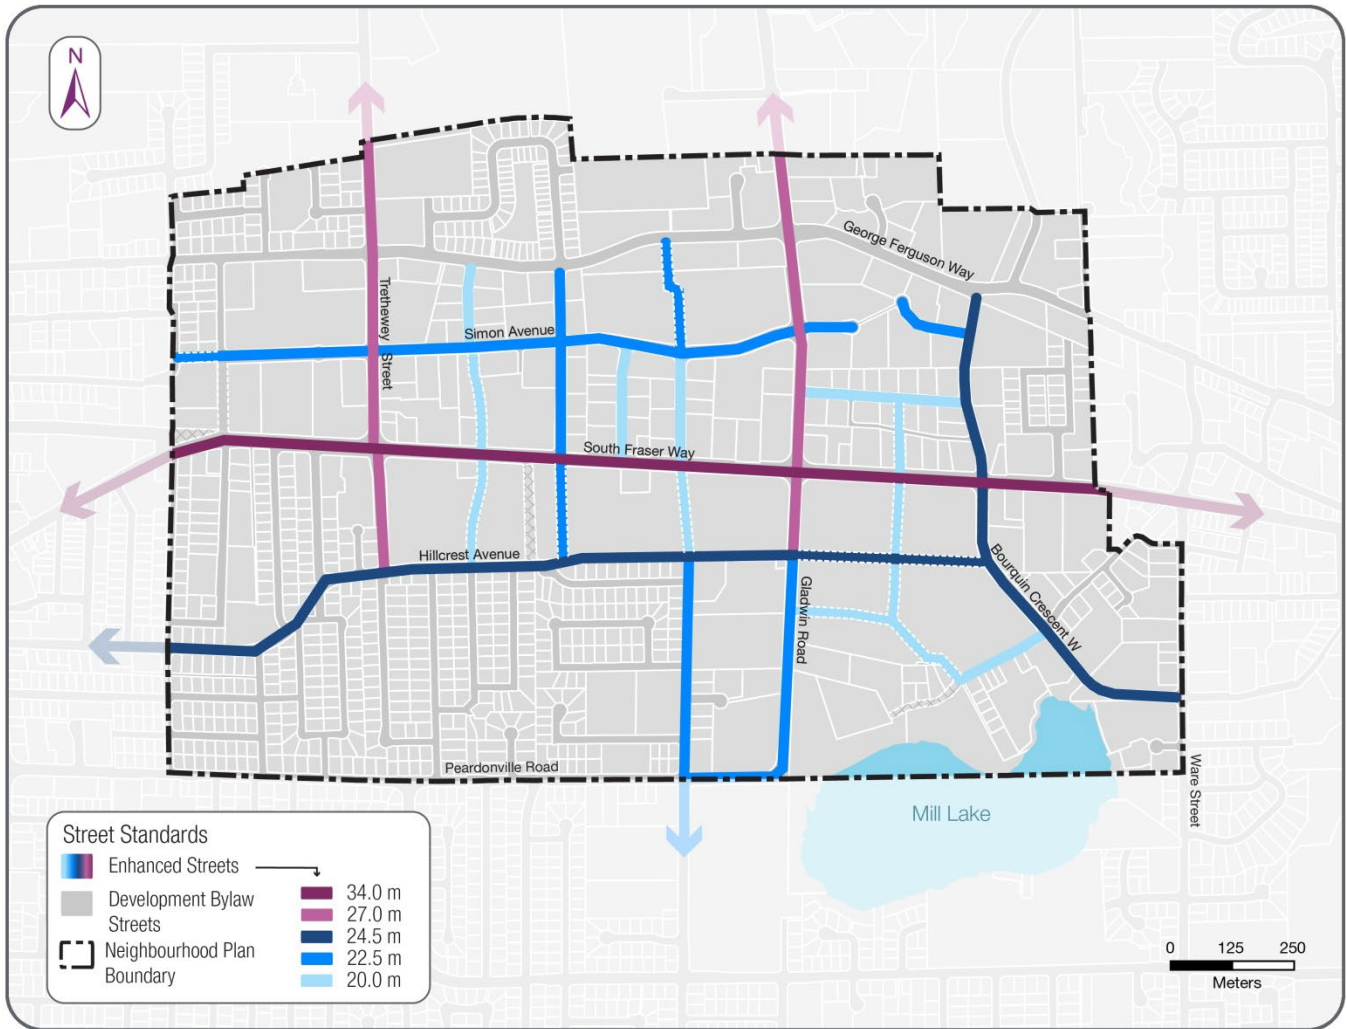 N
George Ferguson Way
Trethewey Street
Simon Avenue
South Fraser Way
Hillcrest Avenue
Bourquin Crescent W
Gladwin Road
Peardonville Road
Ware Street
Mill Lake
Street Standards
Enhanced Streets
Development Bylaw
Streets
Neighbourhood Plan
Boundary
34.0 m
27.0 m
24.5 m
22.5 m
20.0 m
0 125 250
Meters